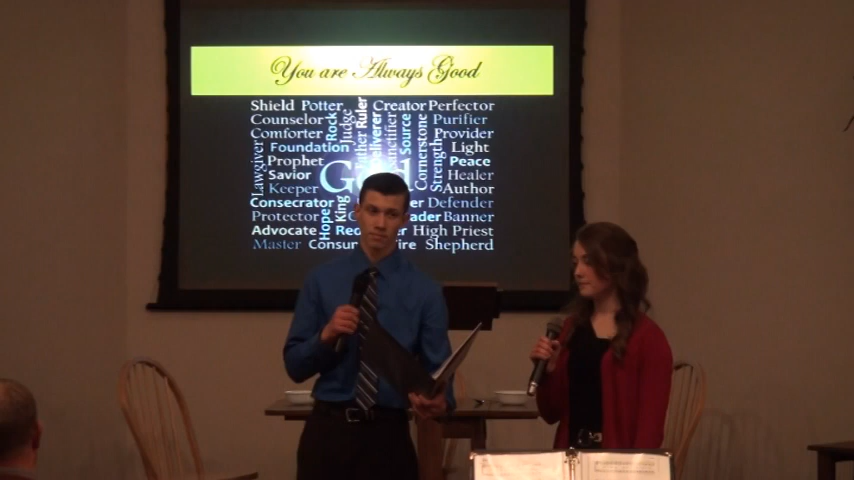 You are Always Good
Shield Potter Ruler Creator Perfector
Counselor Rock Judge Father Deliverer Sanctifier Source Cornerstone Purifier
Comforter Provider
Foundation Strength Light
Lawgiver Prophet Peace
Savior God Healer
Keeper Author
Consecrator King Defender
Protector Banner
Advocate Hope High Priest
Master Shepherd